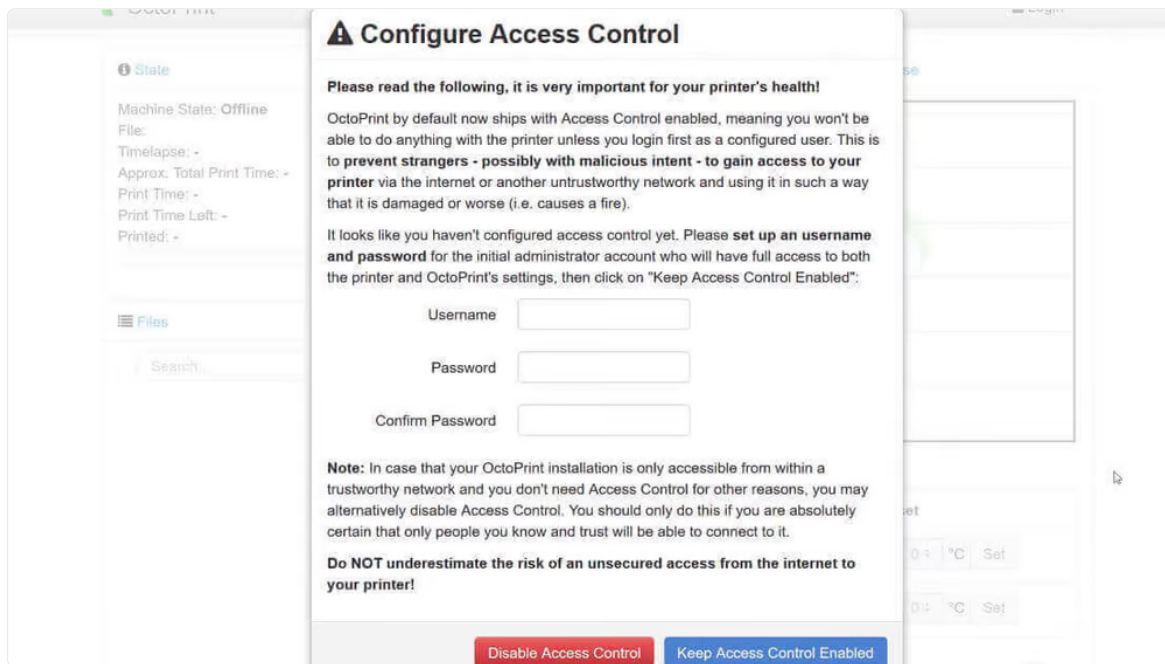 OctoPrint
Login
Configure Access Control
State
Machine State: Offline
File:
Timelapse: -
Approx. Total Print Time: -
Print Time: -
Print Time Left: -
Printed: -
Files
Search...
Please read the following, it is very important for your printer's health!
OctoPrint by default now ships with Access Control enabled, meaning you won't be
able to do anything with the printer unless you login first as a configured user. This is
to prevent strangers - possibly with malicious intent - to gain access to your
printer via the internet or another untrustworthy network and using it in such a way
that it is damaged or worse (i.e. causes a fire).
It looks like you haven't configured access control yet. Please set up an username
and password for the initial administrator account who will have full access to both
the printer and OctoPrint's settings, then click on "Keep Access Control Enabled":
Username
Password
Confirm Password
Note: In case that your OctoPrint installation is only accessible from within a
trustworthy network and you don't need Access Control for other reasons, you may
alternatively disable Access Control. You should only do this if you are absolutely
certain that only people you know and trust will be able to connect to it.
Do NOT underestimate the risk of an unsecured access from the internet to
your printer!
Disable Access Control
Keep Access Control Enabled
°C Set
°C Set